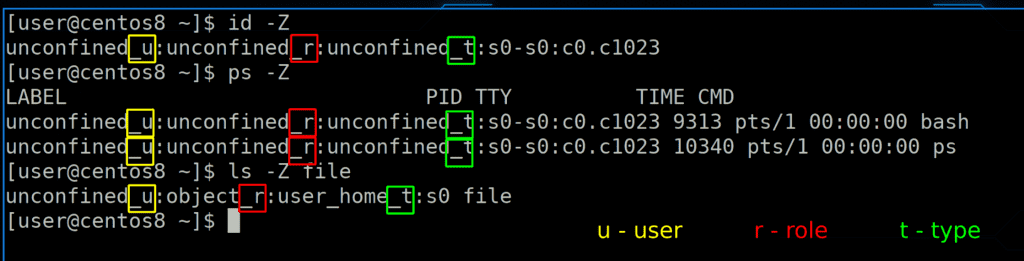 [user@centos8 ~]$ id -Z
unconfined_u:unconfined_r:unconfined_t:s0-s0:c0.c1023
[user@centos8 ~]$ ps -Z
LABEL                             PID TTY          TIME CMD
unconfined_u:unconfined_r:unconfined_t:s0-s0:c0.c1023 9313 pts/1 00:00:00 bash
unconfined_u:unconfined_r:unconfined_t:s0-s0:c0.c1023 10340 pts/1 00:00:00 ps
[user@centos8 ~]$ ls -Z file
unconfined_u:object_r:user_home_t:s0 file
[user@centos8 ~]$
u - user r - role t - type